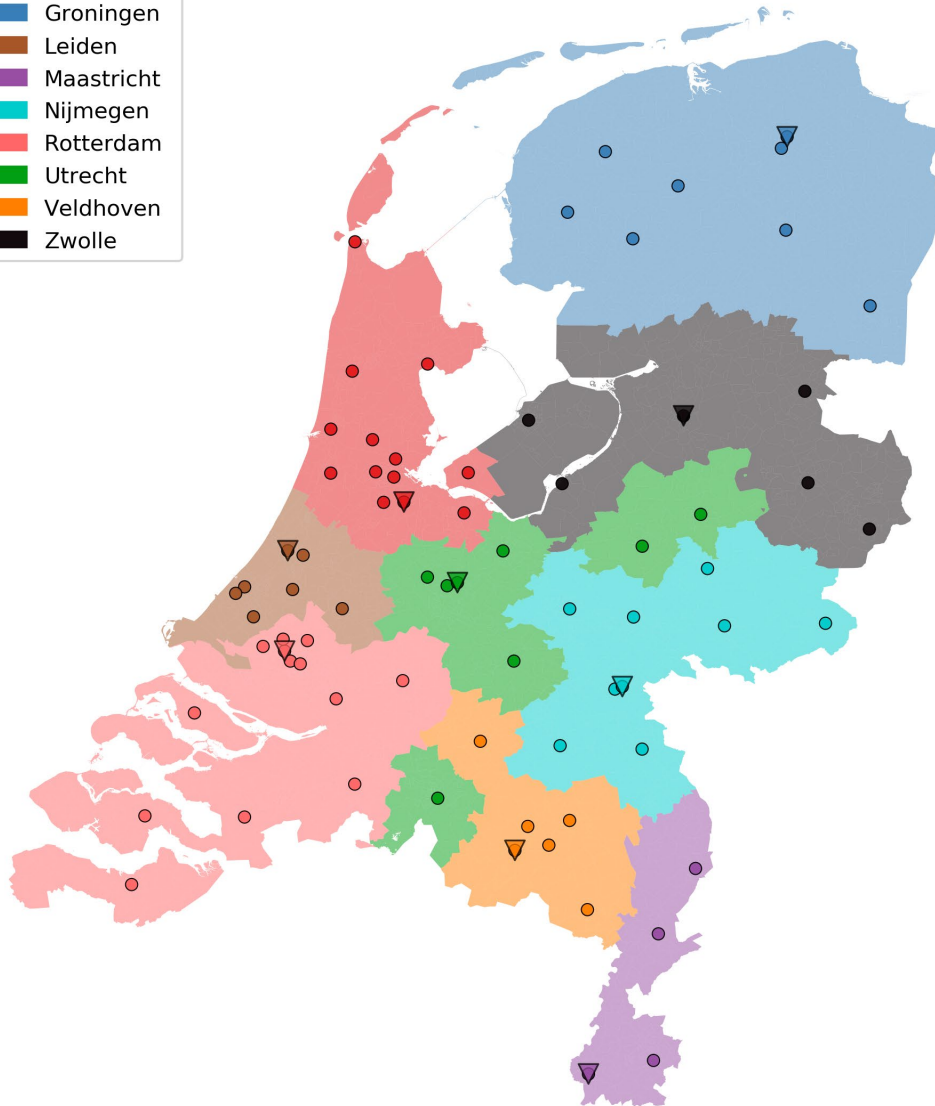 Groningen
Leiden
Maastricht
Nijmegen
Rotterdam
Utrecht
Veldhoven
Zwolle